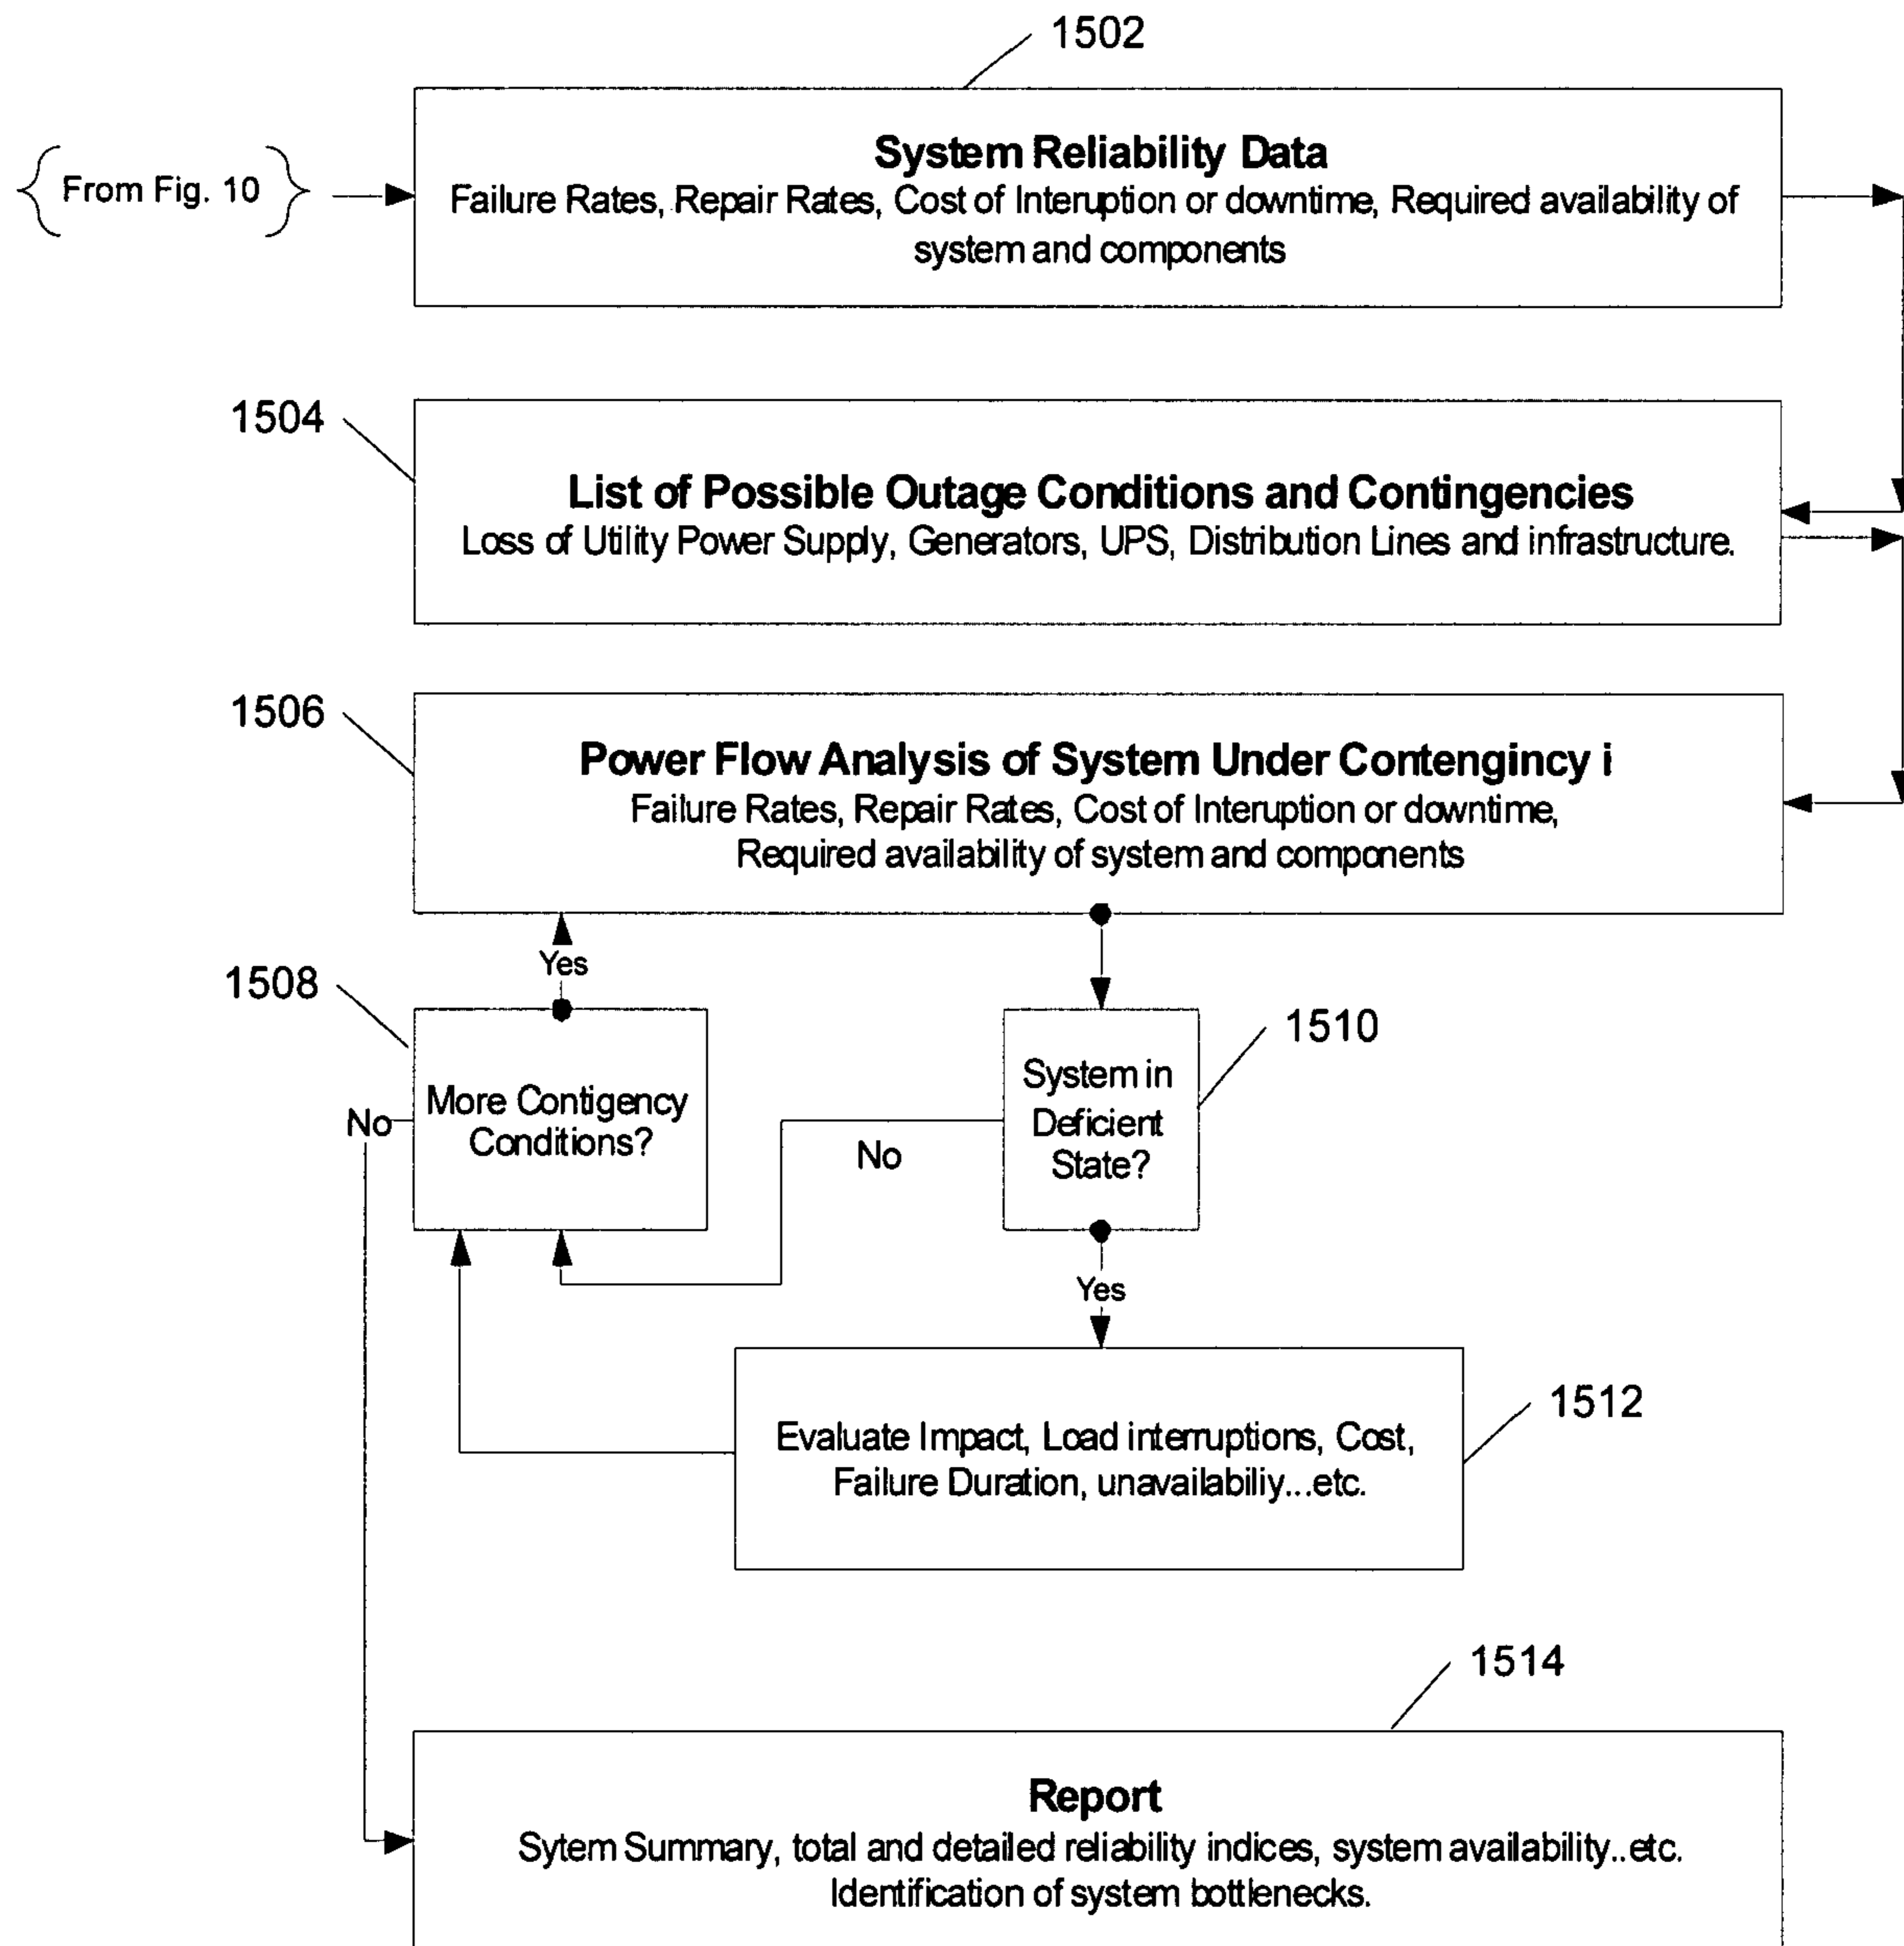 1502
From Fig. 10
System Reliability Data
Failure Rates, Repair Rates, Cost of Interuption or downtime, Required availability of
system and components
1504
List of Possible Outage Conditions and Contingencies
Loss of Utility Power Supply, Generators, UPS, Distribution Lines and infrastructure.
1506
Power Flow Analysis of System Under Contengincy i
Failure Rates, Repair Rates, Cost of Interuption or downtime,
Required availability of system and components
Yes
1508
More Contigency
Conditions?
No
1510
System in
Deficient
State?
No
Yes
1512
Evaluate Impact, Load interruptions, Cost,
Failure Duration, unavailabiliy...etc.
1514
Report
Sytem Summary, total and detailed reliability indices, system availability..etc.
Identification of system bottlenecks.